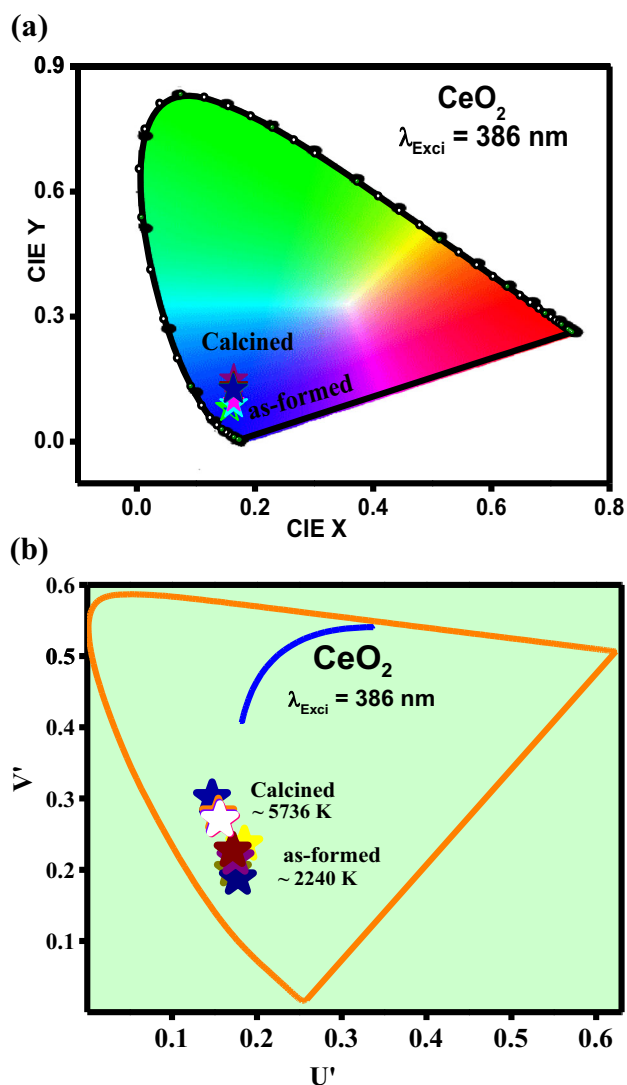 (a)
0.9
0.6
0.3
0.0
CIE Y
CeO₂
λExci = 386 nm
Calcined
as-formed
0.0 0.2 0.4 0.6 0.8
CIE X
(b)
0.6
0.5
0.4
0.3
0.2
0.1
V'
CeO₂
λExci = 386 nm
Calcined
~ 5736 K
as-formed
~ 2240 K
0.1 0.2 0.3 0.4 0.5 0.6
U'